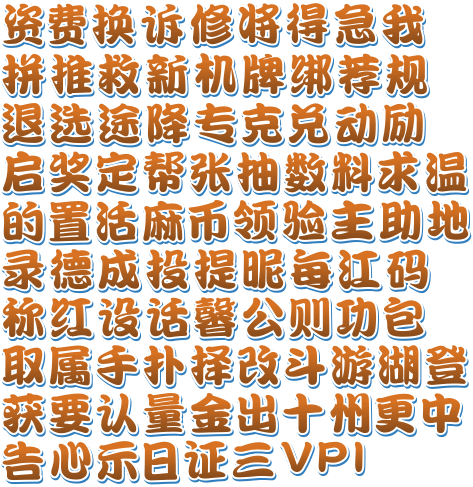 资费换诉修将得急我
拼推救新机牌绑荐规
退选途降专克兑动励
启奖定帮张抽数料求温
的置活麻币领验主助地
录德成投提昵每江码
称红设话馨公则功包
取属手扑择改斗游湖登
获要认量金出十州更中
告心示日证三VPI